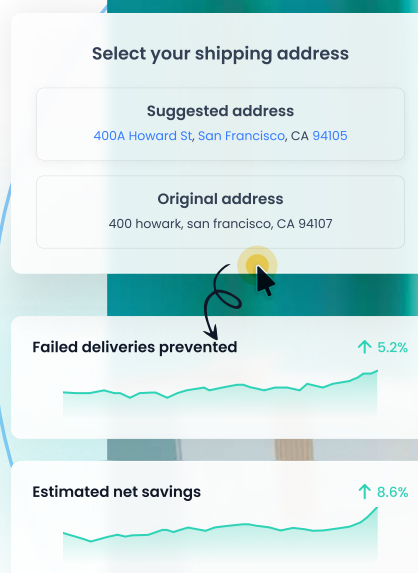 Select your shipping address
Suggested address
400A Howard St, San Francisco, CA 94105
Original address
400 howark, san francisco, CA 94107
Failed deliveries prevented
5.2%
Estimated net savings
8.6%